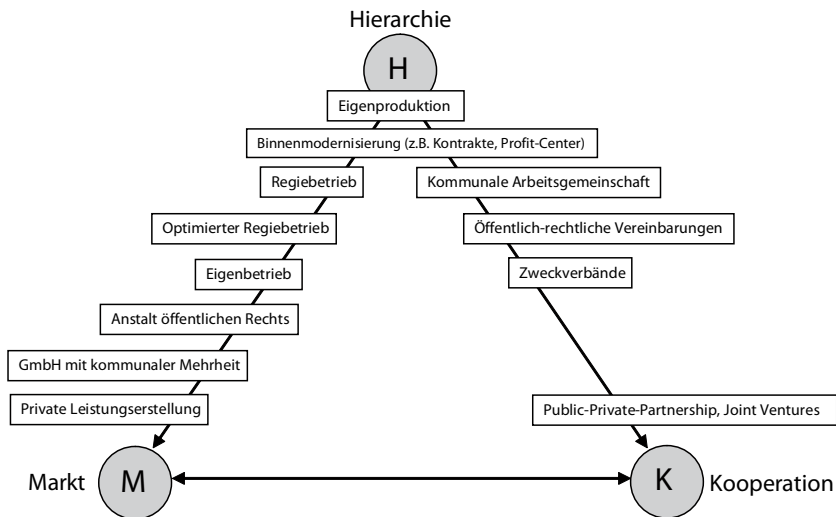 Hierarchie
H
Eigenproduktion
Binnenmodernisierung (z.B. Kontrakte, Profit-Center)
Regiebetrieb
Kommunale Arbeitsgemeinschaft
Optimierter Regiebetrieb
Öffentlich-rechtliche Vereinbarungen
Eigenbetrieb
Zweckverbände
Anstalt öffentlichen Rechts
GmbH mit kommunaler Mehrheit
Private Leistungserstellung
Public-Private-Partnership, Joint Ventures
Markt
M
K
Kooperation